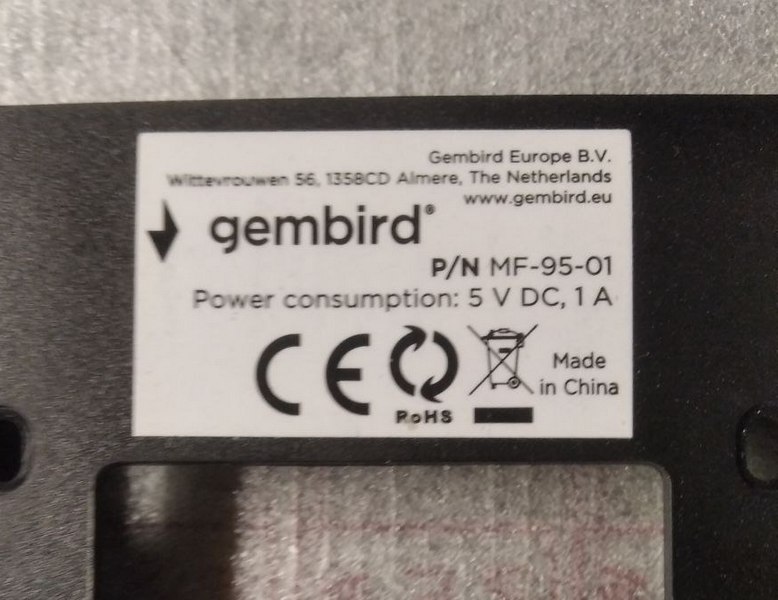 Gembird Europe B.V.
Wittevrouwen 56, 1358CD Almere, The Netherlands
www.gembird.eu
gembird®
P/N MF-95-01
Power consumption: 5 V DC, 1 A
CE
RoHS
Made
in China